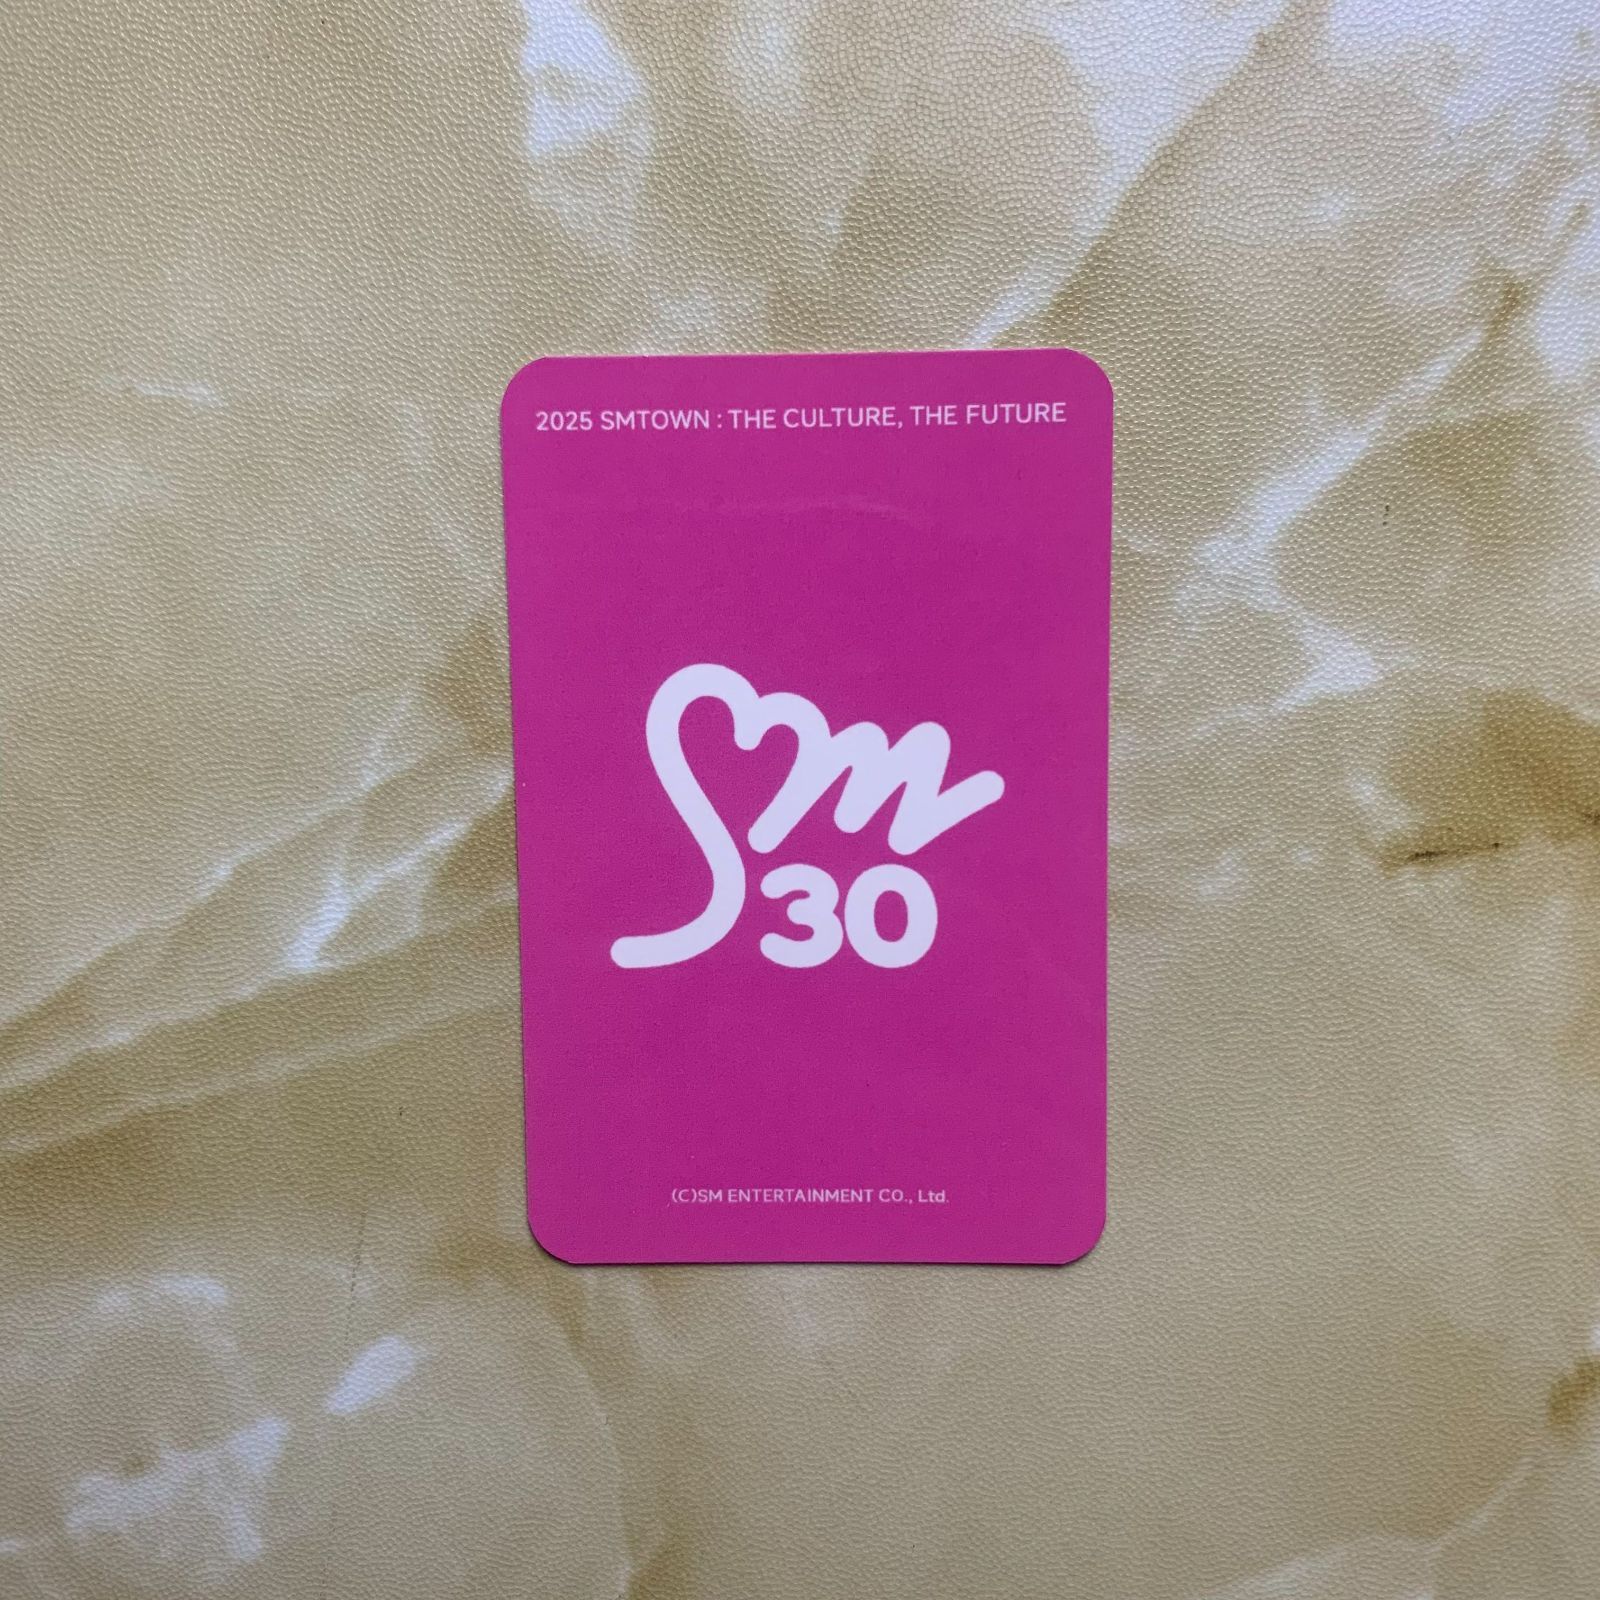 2025 SMTOWN : THE CULTURE, THE FUTURE
Sm
30
(C)SM ENTERTAINMENT CO., Ltd.